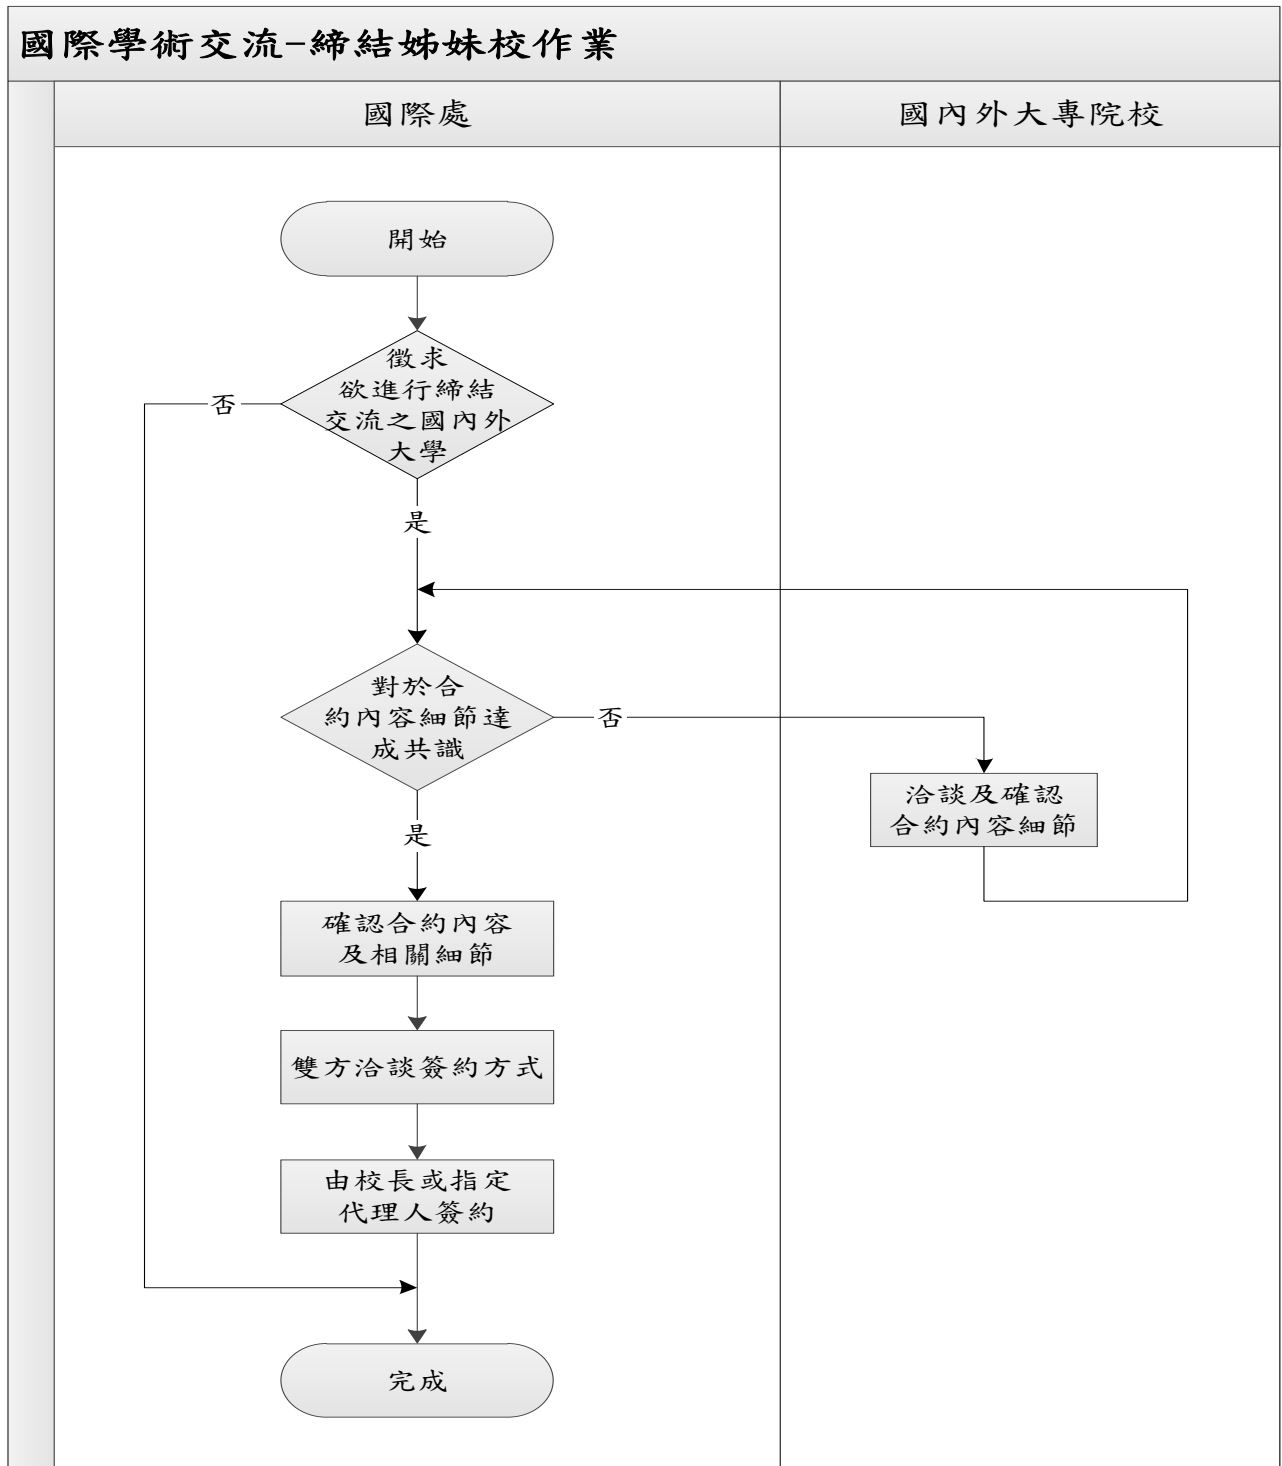 國際學術交流-締結姊妹校作業
國際處
國內外大專院校
開始
徵求
欲進行締結
交流之國內外
大學
否
是
對於合
約內容細節達
成共識
否
洽談及確認
合約內容細節
是
確認合約內容
及相關細節
雙方洽談簽約方式
由校長或指定
代理人簽約
完成